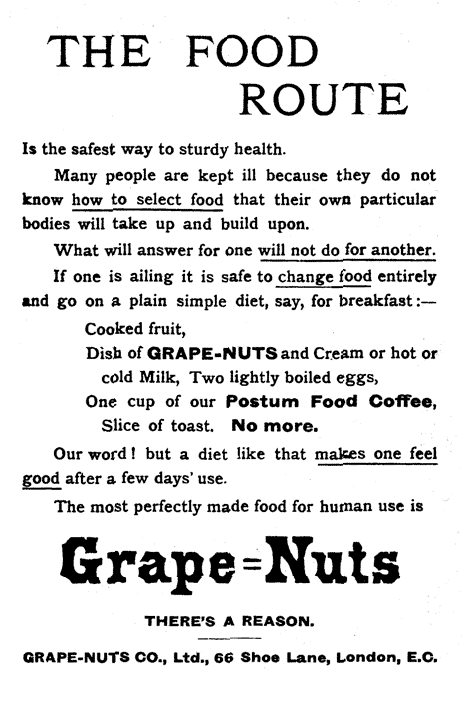 THE FOOD
ROUTE
Is the safest way to sturdy health.
Many people are kept ill because they do not
know how to select food that their own particular
bodies will take up and build upon.
What will answer for one will not do for another.
If one is ailing it is safe to change food entirely
and go on a plain simple diet, say, for breakfast:—
Cooked fruit,
Dish of GRAPE-NUTS and Cream or hot or
cold Milk, Two lightly boiled eggs,
One cup of our Postum Food Coffee,
Slice of toast. No more.
Our word! but a diet like that makes one feel
good after a few days' use.
The most perfectly made food for human use is
Grape=Nuts
THERE'S A REASON.
GRAPE-NUTS CO., Ltd., 66 Shoe Lane, London, E.C.